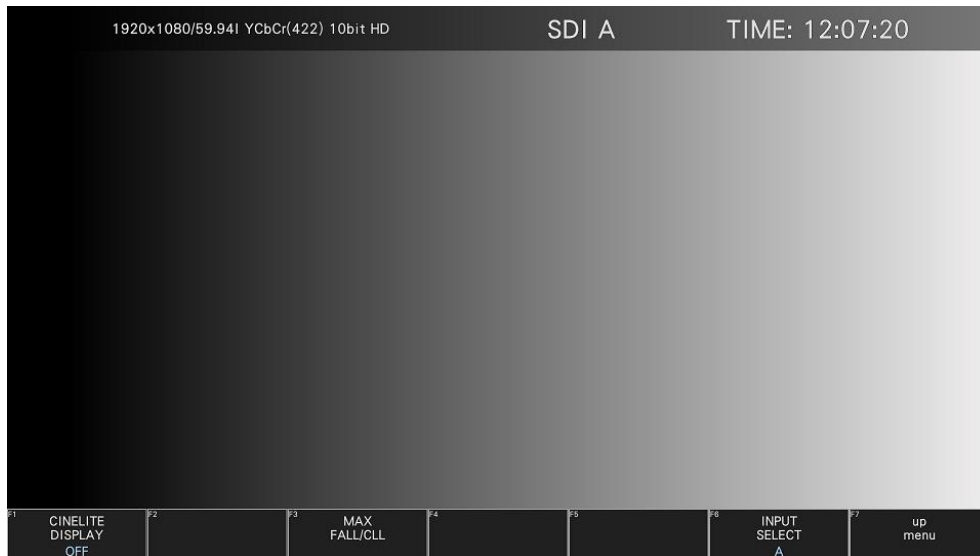 1920x1080/59.94I YCbCr(422) 10bit HD SDI A TIME: 12:07:20
F1 CINELITE DISPLAY OFF
F2
F3 MAX FALL/CLL
F4
F5
F6 INPUT SELECT A
F7 up menu